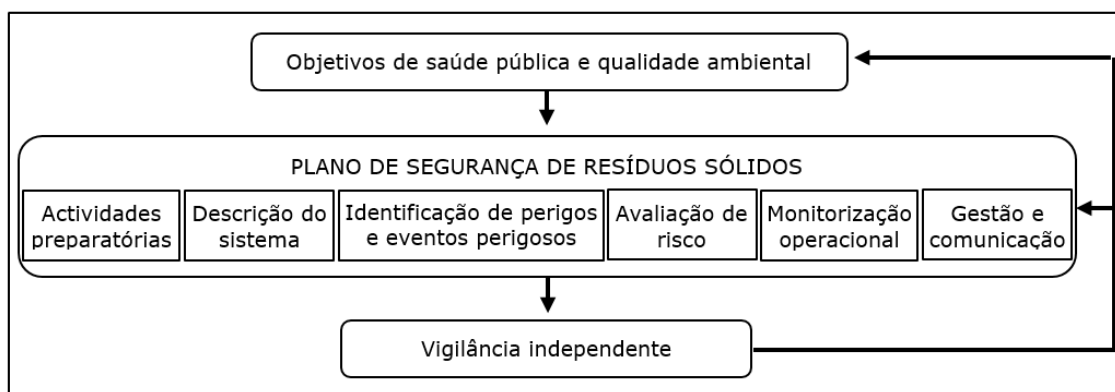 Objetivos de saúde pública e qualidade ambiental
PLANO DE SEGURANÇA DE RESÍDUOS SÓLIDOS
Actividades
preparatórias
Descrição do
sistema
Identificação de perigos
e eventos perigosos
Avaliação de
risco
Monitorização
operacional
Gestão e
comunicação
Vigilância independente